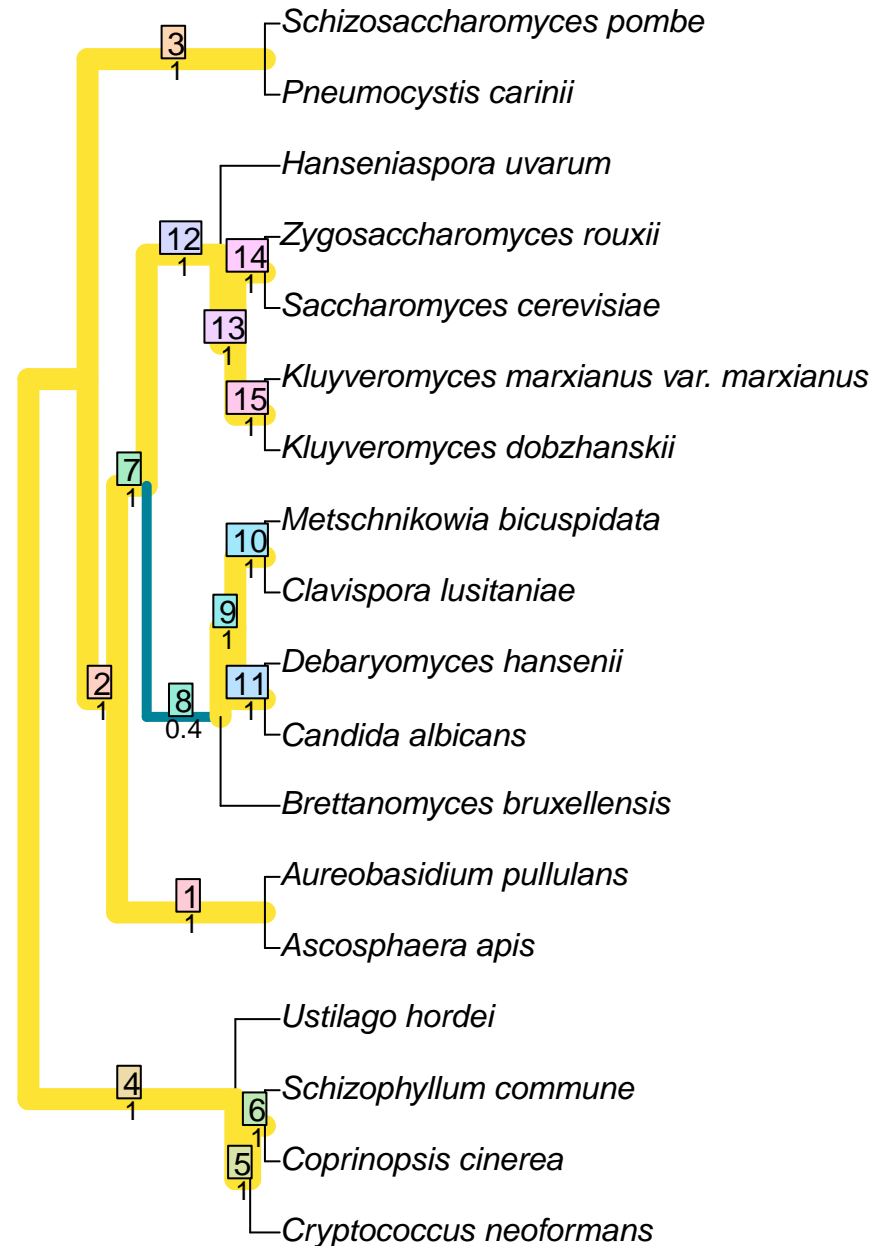 Schizosaccharomyces pombe
3
1
Pneumocystis carinii
Hanseniaspora uvarum
12
1
Zygosaccharomyces rouxii
14
1
Saccharomyces cerevisiae
13
1
Kluyveromyces marxianus var. marxianus
15
1
Kluyveromyces dobzhanskii
7
1
Metschnikowia bicuspidata
10
1
Clavispora lusitaniae
9
1
Debaryomyces hansenii
2
1
11
1
8
0.4
Candida albicans
Brettanomyces bruxellensis
Aureobasidium pullulans
1
1
Ascosphaera apis
Ustilago hordei
4
1
Schizophyllum commune
6
1
Coprinopsis cinerea
5
1
Cryptococcus neoformans